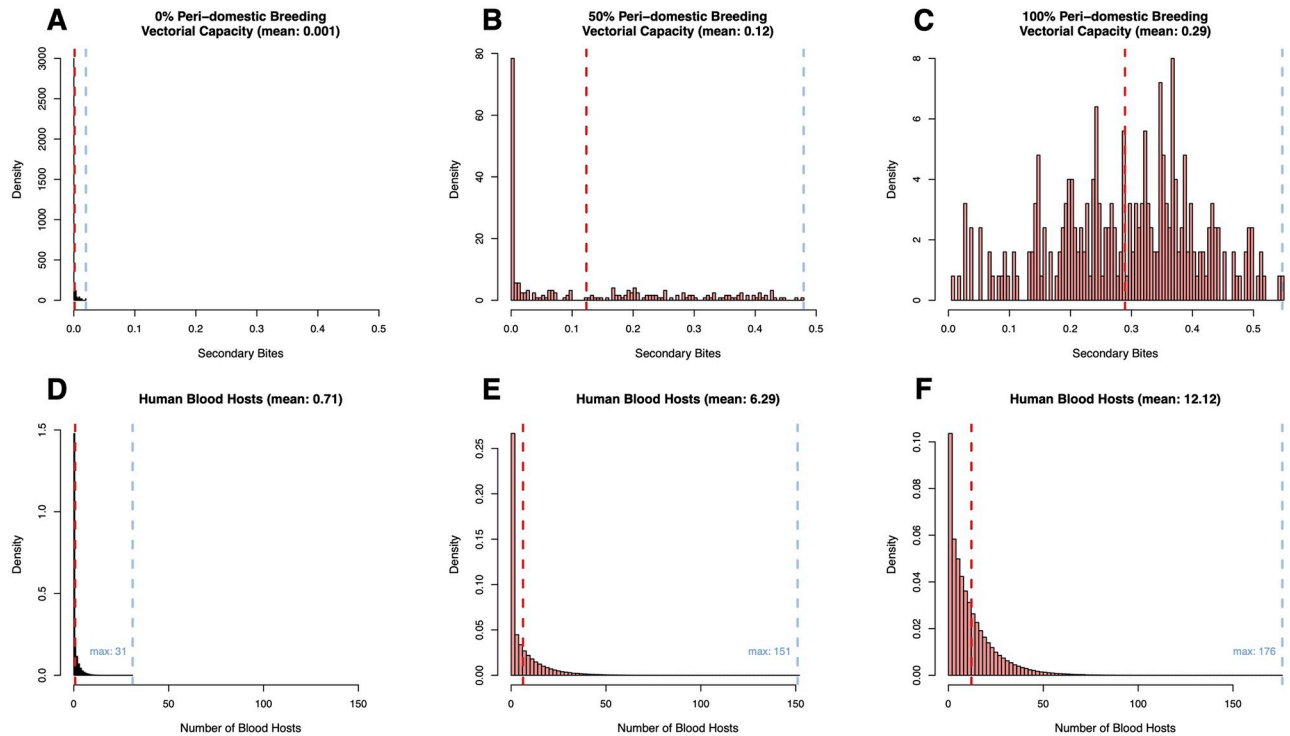 A
0% Peri−domestic Breeding
Vectorial Capacity (mean: 0.001)
Density
3000
2500
2000
1500
1000
500
0
0.0 0.1 0.2 0.3 0.4 0.5
Secondary Bites
B
50% Peri−domestic Breeding
Vectorial Capacity (mean: 0.12)
Density
80
60
40
20
0
0.0 0.1 0.2 0.3 0.4 0.5
Secondary Bites
C
100% Peri−domestic Breeding
Vectorial Capacity (mean: 0.29)
Density
8
6
4
2
0
0.0 0.1 0.2 0.3 0.4 0.5
Secondary Bites
D
Human Blood Hosts (mean: 0.71)
Density
1.5
1.0
0.5
0.0
max: 31
0 50 100 150
Number of Blood Hosts
E
Human Blood Hosts (mean: 6.29)
Density
0.25
0.20
0.15
0.10
0.05
0.00
max: 151
0 50 100 150
Number of Blood Hosts
F
Human Blood Hosts (mean: 12.12)
Density
0.10
0.08
0.06
0.04
0.02
0.00
max: 176
0 50 100 150
Number of Blood Hosts